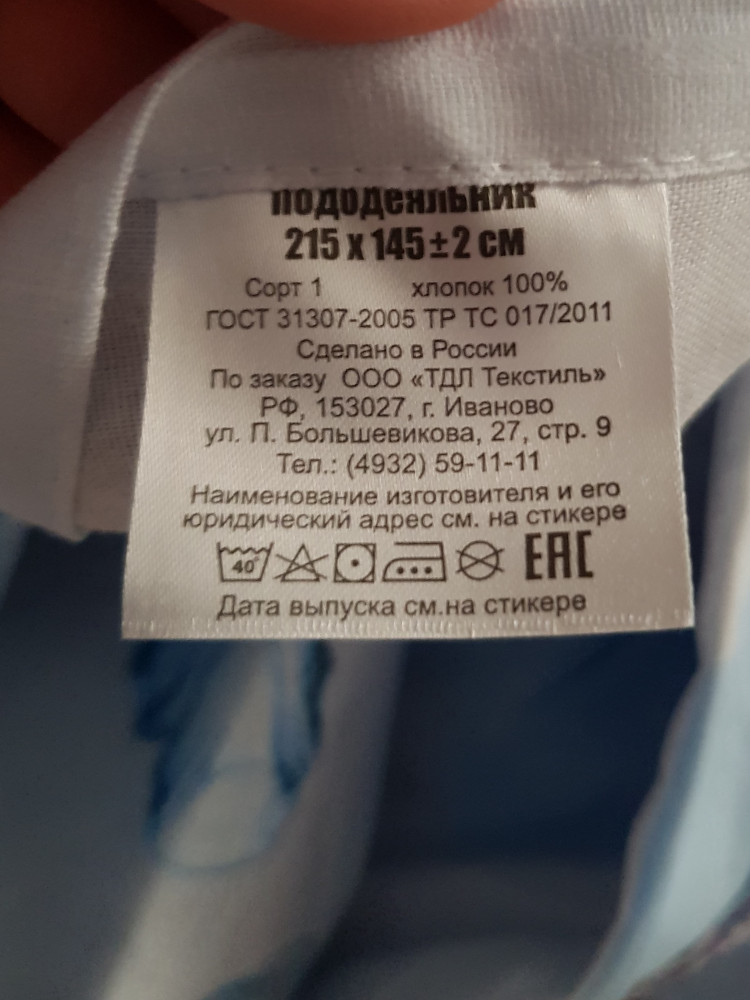 пододеяльник
215 х 145±2 см
Сорт 1 хлопок 100%
ГОСТ 31307-2005 ТР ТС 017/2011
Сделано в России
По заказу ООО «ТДЛ Текстиль»
РФ, 153027, г. Иваново
ул. П. Большевикова, 27, стр. 9
Тел.: (4932) 59-11-11
Наименование изготовителя и его
юридический адрес см. на стикере
40° EAC
Дата выпуска см.на стикере